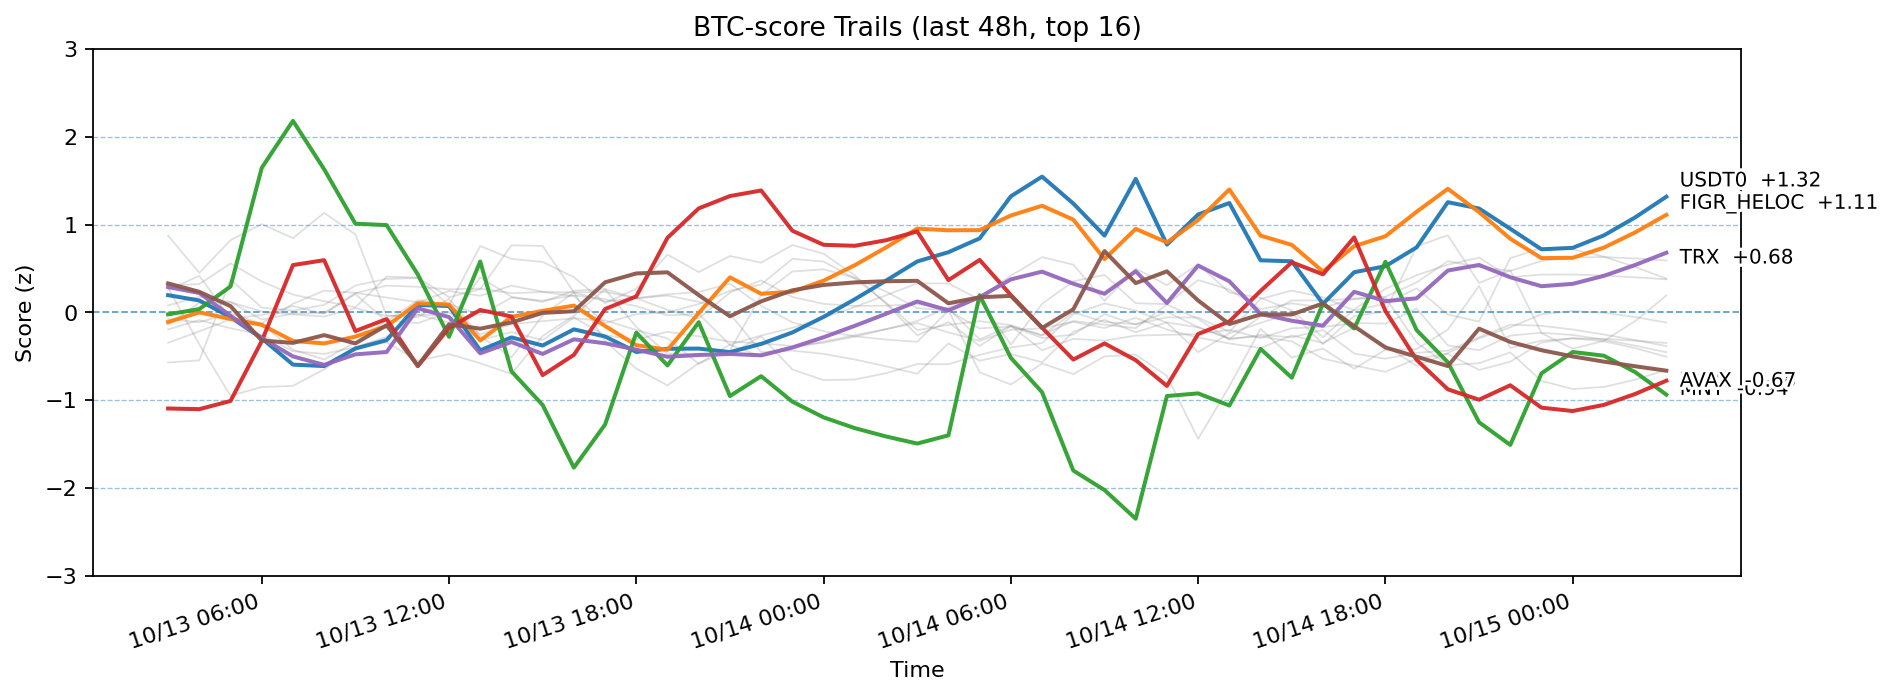 BTC-score Trails (last 48h, top 16)
Score (z)
3
2
1
0
−1
−2
−3
USDT0 +1.32
FIGR_HELOC +1.11
TRX +0.68
AVAX -0.67
MNT -0.94
10/13 06:00
10/13 12:00
10/13 18:00
10/14 00:00
10/14 06:00
10/14 12:00
10/14 18:00
10/15 00:00
Time